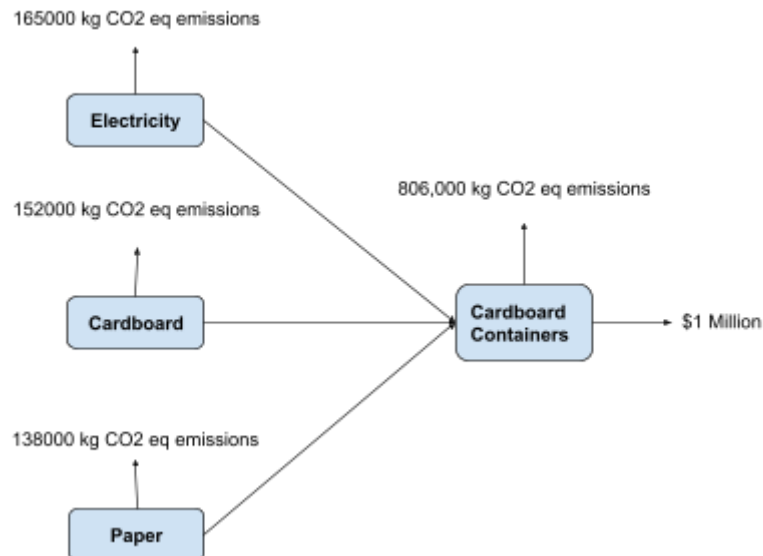 165000 kg CO2 eq emissions
Electricity
152000 kg CO2 eq emissions
806,000 kg CO2 eq emissions
Cardboard
Cardboard
Containers
$1 Million
138000 kg CO2 eq emissions
Paper